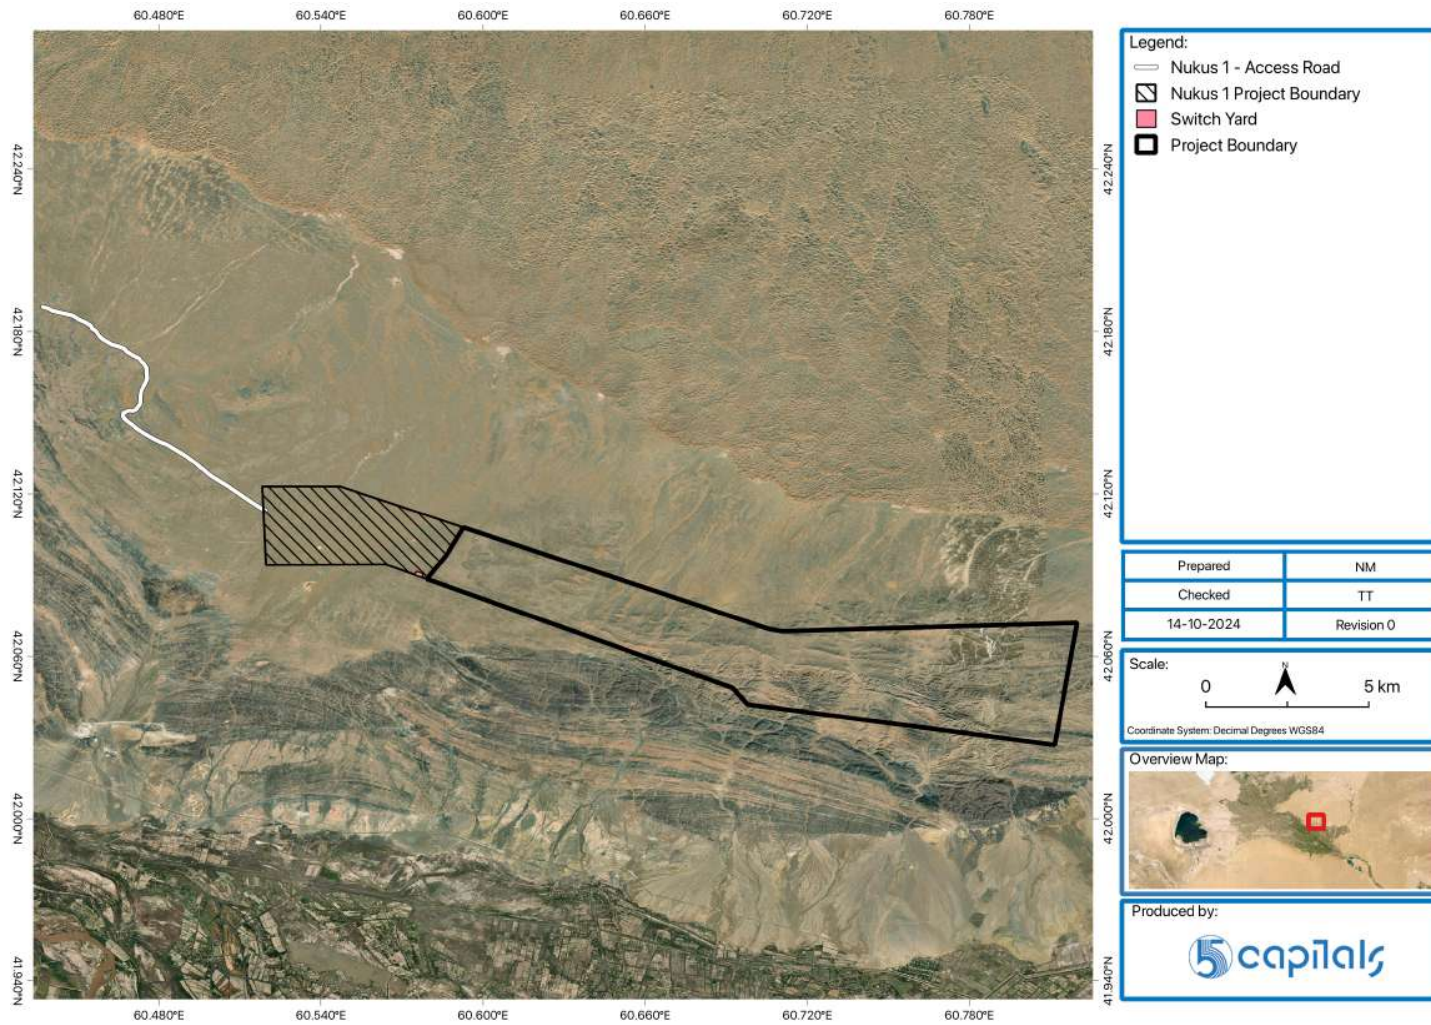 60.480°E 60.540°E 60.600°E 60.660°E 60.720°E 60.780°E
42.240°N
42.180°N
42.120°N
42.060°N
42.000°N
41.940°N
42.240°N
42.180°N
42.120°N
42.060°N
42.000°N
41.940°N
60.480°E 60.540°E 60.600°E 60.660°E 60.720°E 60.780°E
Legend:
Nukus 1 - Access Road
Nukus 1 Project Boundary
Switch Yard
Project Boundary
Prepared NM
Checked TT
14-10-2024 Revision 0
Scale:
N
0 5 km
Coordinate System: Decimal Degrees WGS84
Overview Map:
Produced by:
5 capitals